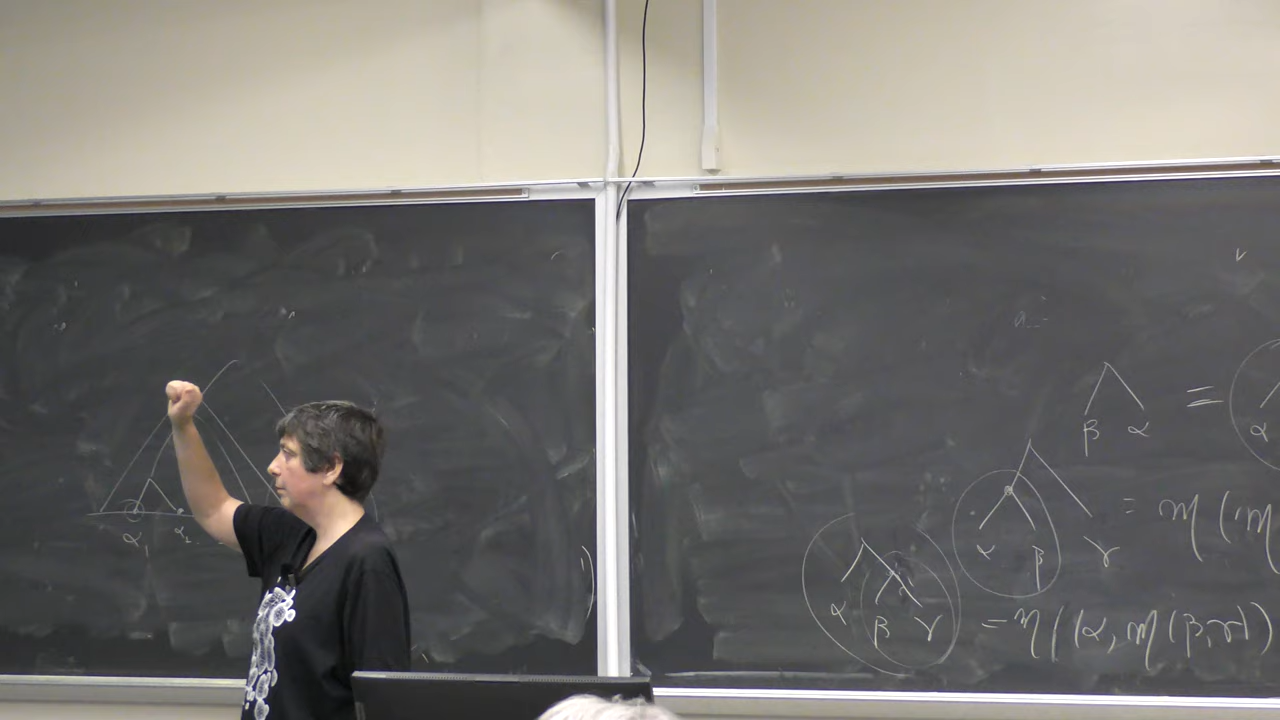 α₁ α₂
β α = α
α β γ = M(M
α β γ = M(α, M(β, γ))